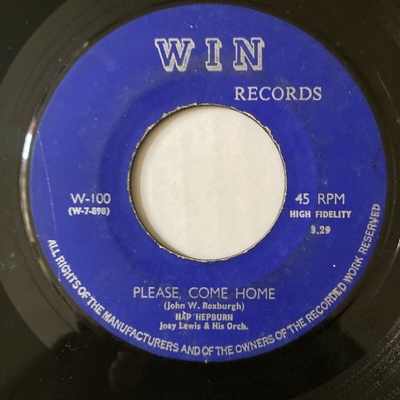 WIN
RECORDS
W-100
(W-7-898)
45 RPM
HIGH FIDELITY
3.29
PLEASE, COME HOME
(John W. Roxburgh)
NAP HEPBURN
Joey Lewis & His Orch.
ALL RIGHTS OF THE MANUFACTURERS AND OF THE OWNERS OF THE RECORDED WORK RESERVED